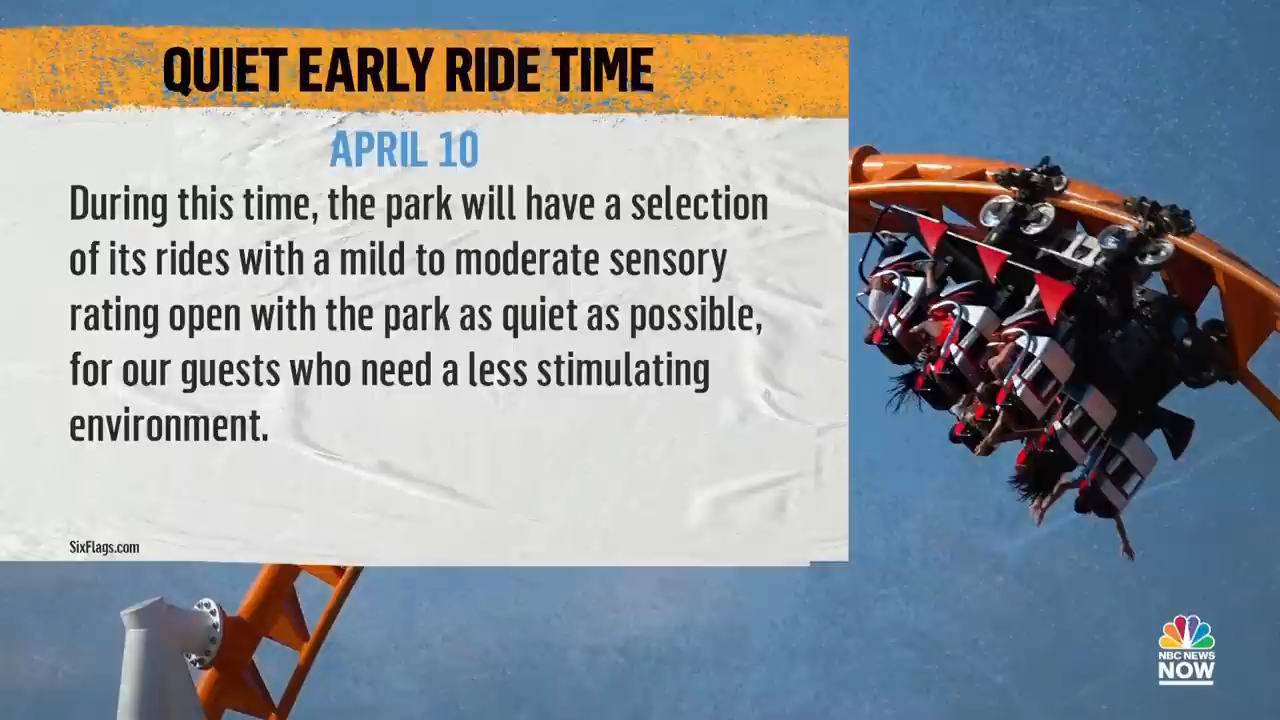 QUIET EARLY RIDE TIME
APRIL 10
During this time, the park will have a selection
of its rides with a mild to moderate sensory
rating open with the park as quiet as possible,
for our guests who need a less stimulating
environment.
SixFlags.com
NBC NEWS
NOW